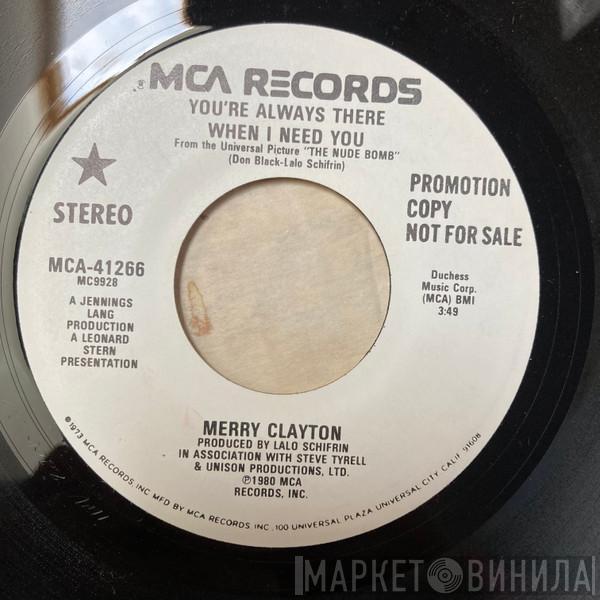 MCA RECORDS
YOU'RE ALWAYS THERE
WHEN I NEED YOU
From the Universal Picture "THE NUDE BOMB"
(Don Black-Lalo Schifrin)
STEREO
PROMOTION
COPY
NOT FOR SALE
MCA-41266
MC9928
A JENNINGS
LANG
PRODUCTION
A LEONARD
STERN
PRESENTATION
Duchess
Music Corp.
(MCA) BMI
3:49
MERRY CLAYTON
PRODUCED BY LALO SCHIFRIN
IN ASSOCIATION WITH STEVE TYRELL
& UNISON PRODUCTIONS, LTD.
℗1980 MCA
RECORDS, INC.
©1973 MCA RECORDS, INC MFD BY MCA RECORDS INC ,100 UNIVERSAL PLAZA UNIVERSAL CITY CALIF. 91608
МАРКЕТ ВИНИЛА